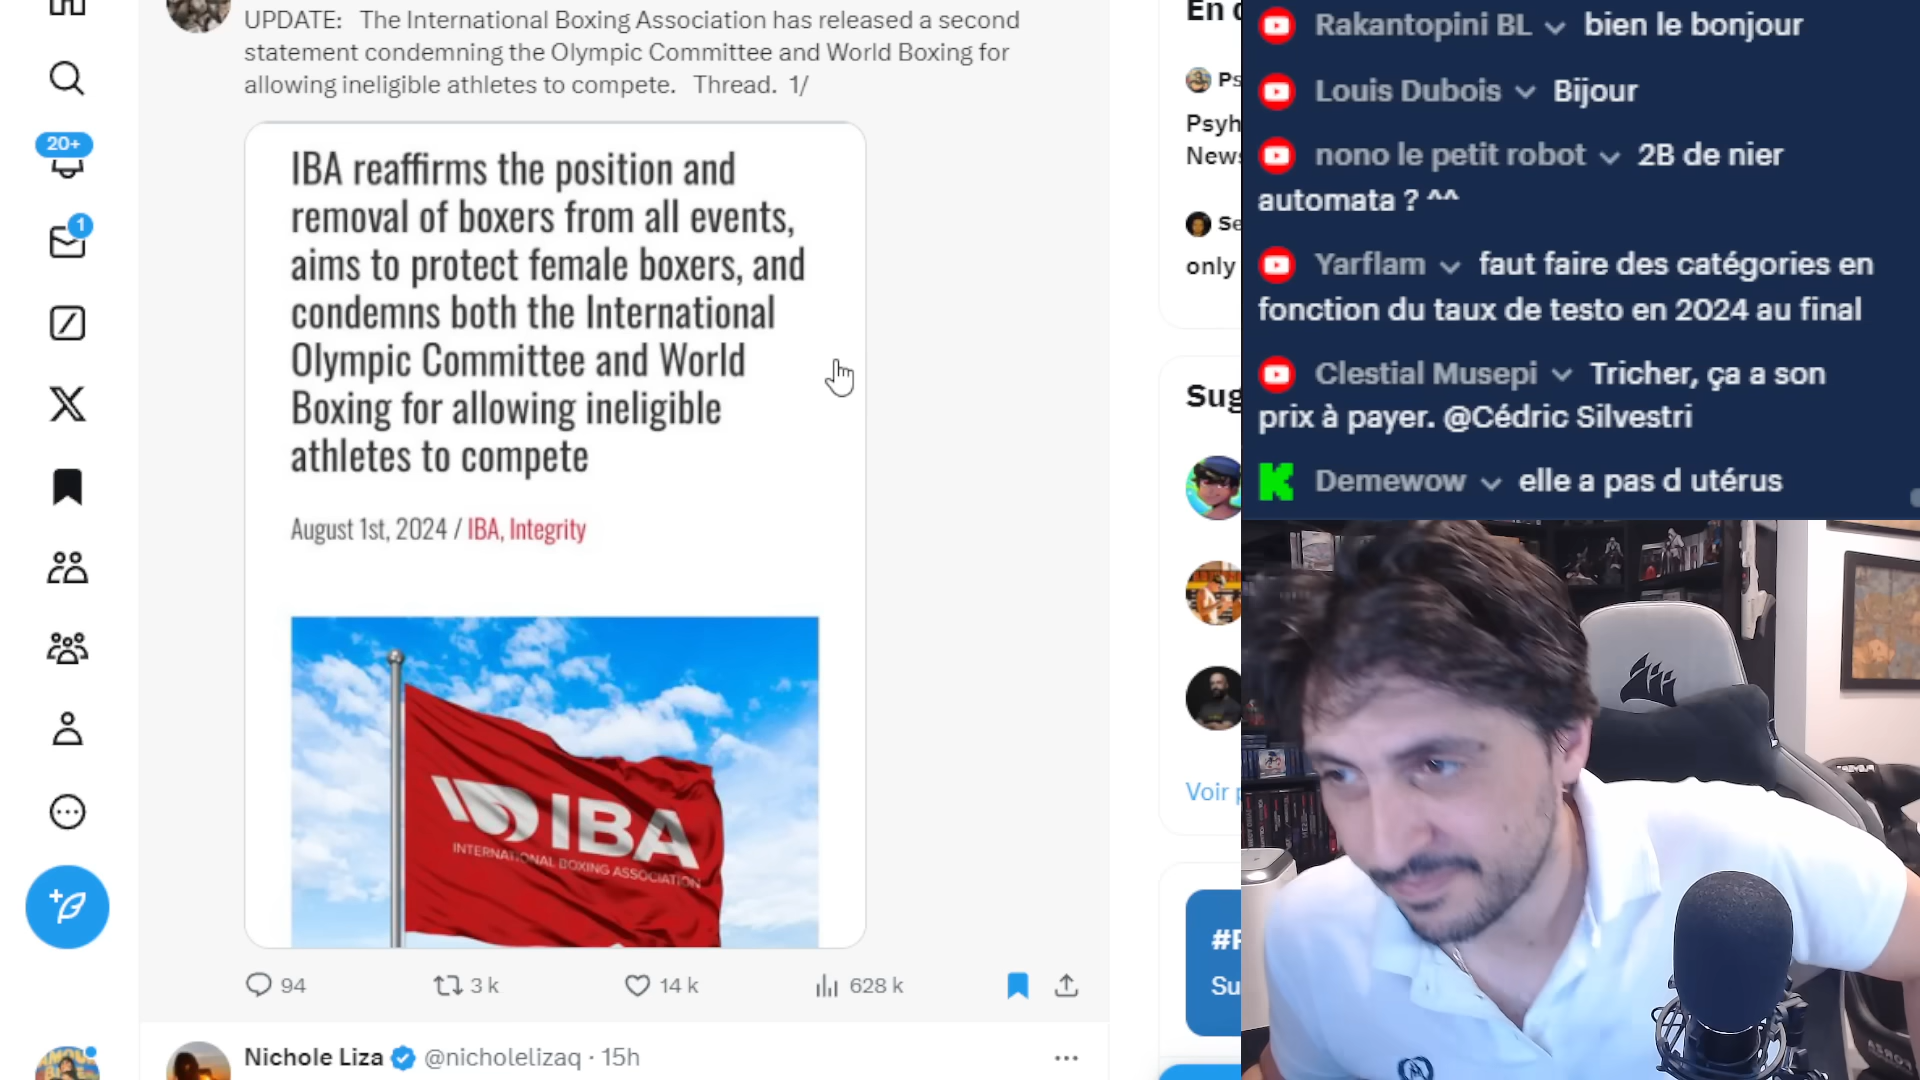 UPDATE: The International Boxing Association has released a second
statement condemning the Olympic Committee and World Boxing for
allowing ineligible athletes to compete. Thread. 1/
IBA reaffirms the position and
removal of boxers from all events,
aims to protect female boxers, and
condemns both the International
Olympic Committee and World
Boxing for allowing ineligible
athletes to compete
August 1st, 2024 / IBA, Integrity
IBA
INTERNATIONAL BOXING ASSOCIATION
94
3 k
14 k
628 k
Nichole Liza @nicholelizaq · 15h
20+
1
En
Ps
Psyh
News
Se
only
Sug
Voir
Su
Rakantopini BL bien le bonjour
Louis Dubois Bijour
nono le petit robot 2B de nier
automata ? ^^
Yarflam faut faire des catégories en
fonction du taux de testo en 2024 au final
Clestial Musepi Tricher, ça a son
prix à payer. @Cédric Silvestri
Demewow elle a pas d utérus